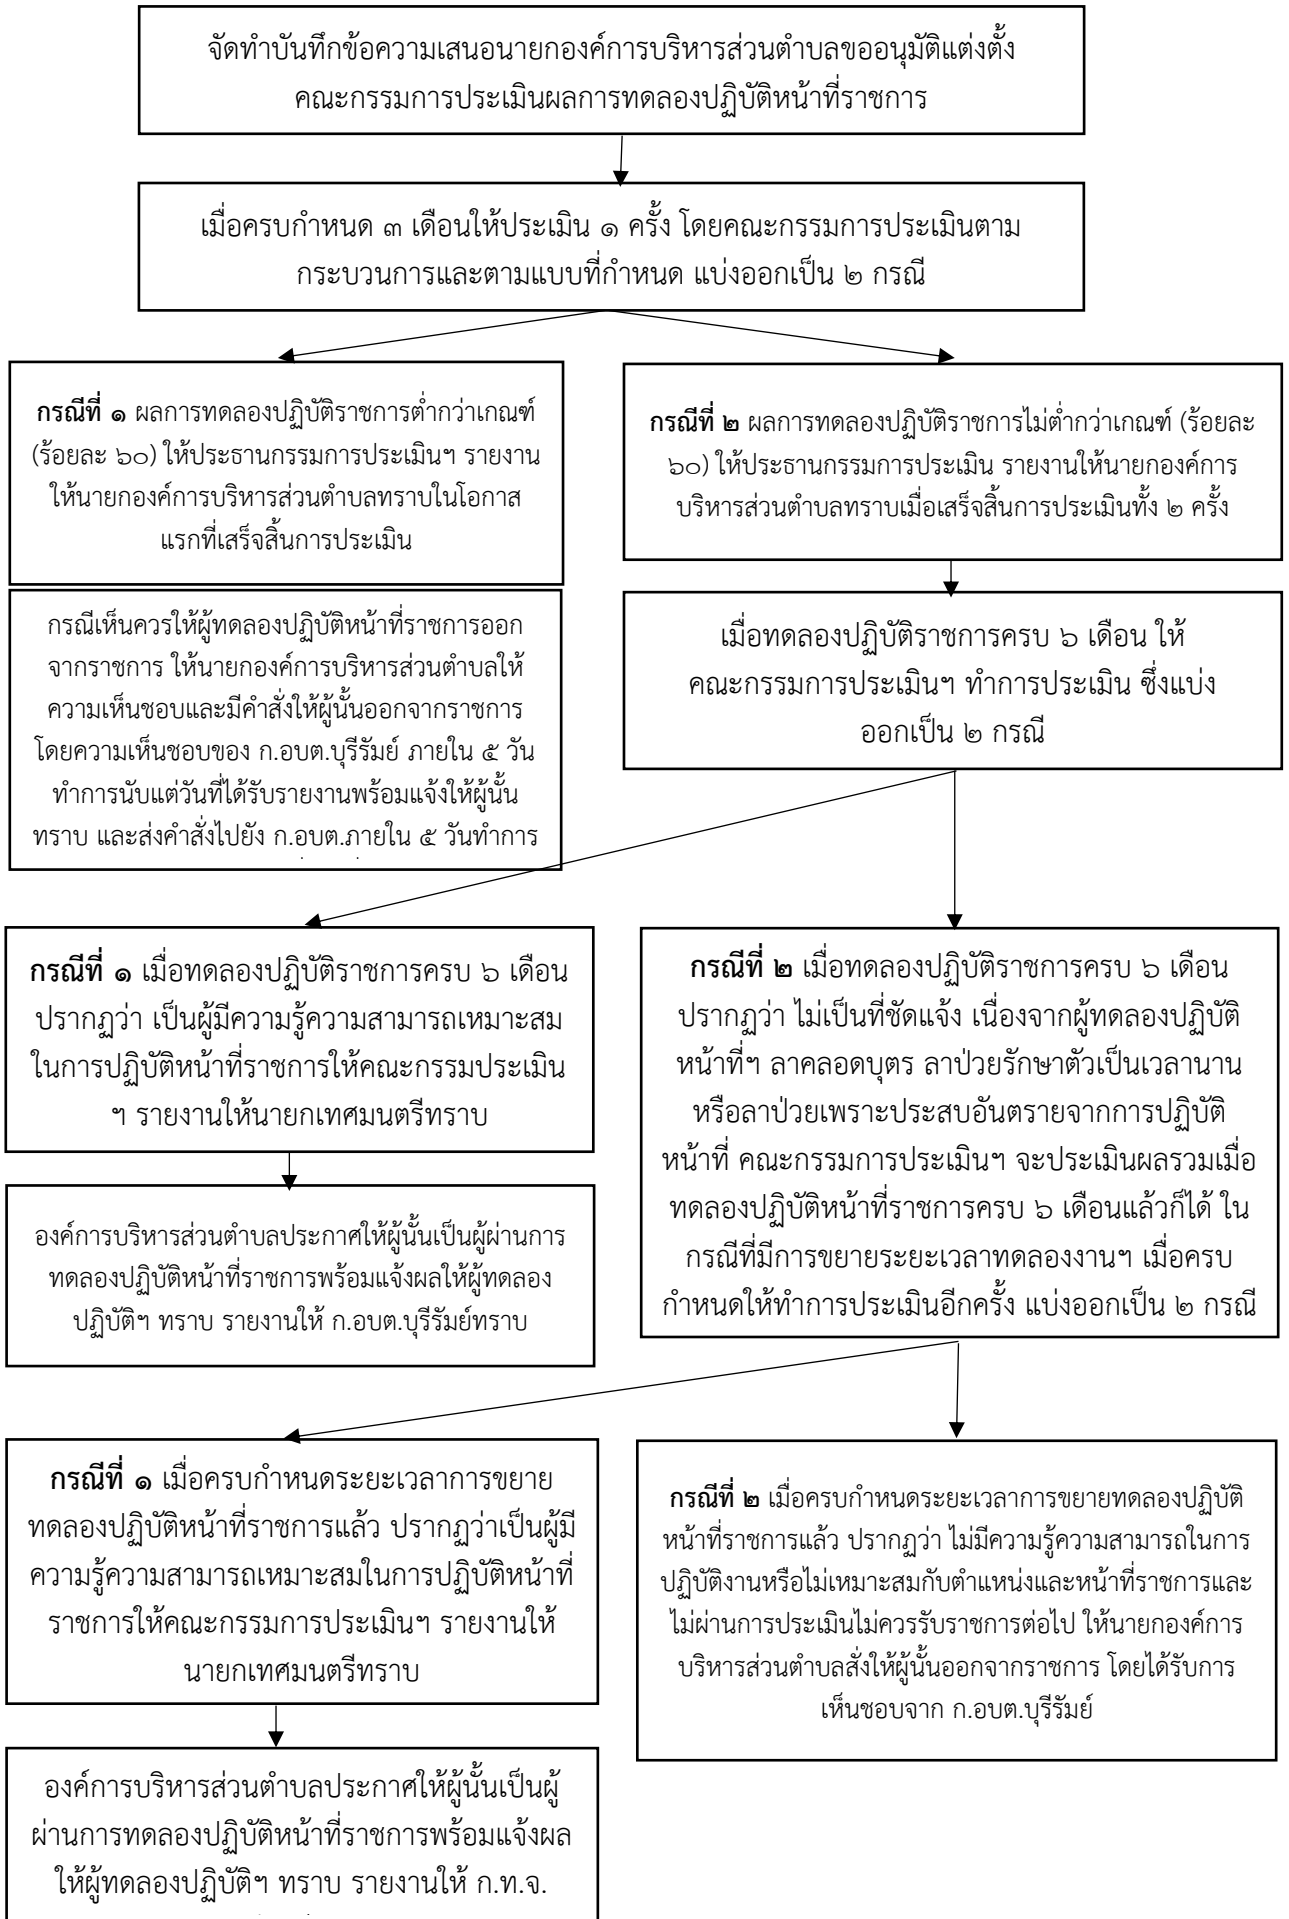 จัดทำบันทึกข้อความเสนอนายกองค์การบริหารส่วนตำบลขออนุมัติแต่งตั้ง
คณะกรรมการประเมินผลการทดลองปฏิบัติหน้าที่ราชการ
เมื่อครบกำหนด ๓ เดือนให้ประเมิน ๑ ครั้ง โดยคณะกรรมการประเมินตาม
กระบวนการและตามแบบที่กำหนด แบ่งออกเป็น ๒ กรณี
กรณีที่ ๑ ผลการทดลองปฏิบัติราชการต่ำกว่าเกณฑ์
(ร้อยละ ๖๐) ให้ประธานกรรมการประเมินฯ รายงาน
ให้นายกองค์การบริหารส่วนตำบลทราบในโอกาส
แรกที่เสร็จสิ้นการประเมิน
กรณีที่ ๒ ผลการทดลองปฏิบัติราชการไม่ต่ำกว่าเกณฑ์ (ร้อยละ
๖๐) ให้ประธานกรรมการประเมิน รายงานให้นายกองค์การ
บริหารส่วนตำบลทราบเมื่อเสร็จสิ้นการประเมินทั้ง ๒ ครั้ง
กรณีเห็นควรให้ผู้ทดลองปฏิบัติหน้าที่ราชการออก
จากราชการ ให้นายกองค์การบริหารส่วนตำบลให้
ความเห็นชอบและมีคำสั่งให้ผู้นั้นออกจากราชการ
โดยความเห็นชอบของ ก.อบต.บุรีรัมย์ ภายใน ๕ วัน
ทำการนับแต่วันที่ได้รับรายงานพร้อมแจ้งให้ผู้นั้น
ทราบ และส่งคำสั่งไปยัง ก.อบต.ภายใน ๕ วันทำการ
เมื่อทดลองปฏิบัติราชการครบ ๖ เดือน ให้
คณะกรรมการประเมินฯ ทำการประเมิน ซึ่งแบ่ง
ออกเป็น ๒ กรณี
กรณีที่ ๑ เมื่อทดลองปฏิบัติราชการครบ ๖ เดือน
ปรากฏว่า เป็นผู้มีความรู้ความสามารถเหมาะสม
ในการปฏิบัติหน้าที่ราชการให้คณะกรรมประเมิน
ฯ รายงานให้นายกเทศมนตรีทราบ
กรณีที่ ๒ เมื่อทดลองปฏิบัติราชการครบ ๖ เดือน
ปรากฏว่า ไม่เป็นที่ชัดแจ้ง เนื่องจากผู้ทดลองปฏิบัติ
หน้าที่ฯ ลาคลอดบุตร ลาป่วยรักษาตัวเป็นเวลานาน
หรือลาป่วยเพราะประสบอันตรายจากการปฏิบัติ
หน้าที่ คณะกรรมการประเมินฯ จะประเมินผลรวมเมื่อ
ทดลองปฏิบัติหน้าที่ราชการครบ ๖ เดือนแล้วก็ได้ ใน
กรณีที่มีการขยายระยะเวลาทดลองงานฯ เมื่อครบ
กำหนดให้ทำการประเมินอีกครั้ง แบ่งออกเป็น ๒ กรณี
องค์การบริหารส่วนตำบลประกาศให้ผู้นั้นเป็นผู้ผ่านการ
ทดลองปฏิบัติหน้าที่ราชการพร้อมแจ้งผลให้ผู้ทดลอง
ปฏิบัติฯ ทราบ รายงานให้ ก.อบต.บุรีรัมย์ทราบ
กรณีที่ ๑ เมื่อครบกำหนดระยะเวลาการขยาย
ทดลองปฏิบัติหน้าที่ราชการแล้ว ปรากฏว่าเป็นผู้มี
ความรู้ความสามารถเหมาะสมในการปฏิบัติหน้าที่
ราชการให้คณะกรรมการประเมินฯ รายงานให้
นายกเทศมนตรีทราบ
กรณีที่ ๒ เมื่อครบกำหนดระยะเวลาการขยายทดลองปฏิบัติ
หน้าที่ราชการแล้ว ปรากฏว่า ไม่มีความรู้ความสามารถในการ
ปฏิบัติงานหรือไม่เหมาะสมกับตำแหน่งและหน้าที่ราชการและ
ไม่ผ่านการประเมินไม่ควรรับราชการต่อไป ให้นายกองค์การ
บริหารส่วนตำบลสั่งให้ผู้นั้นออกจากราชการ โดยได้รับการ
เห็นชอบจาก ก.อบต.บุรีรัมย์
องค์การบริหารส่วนตำบลประกาศให้ผู้นั้นเป็นผู้
ผ่านการทดลองปฏิบัติหน้าที่ราชการพร้อมแจ้งผล
ให้ผู้ทดลองปฏิบัติฯ ทราบ รายงานให้ ก.ท.จ.